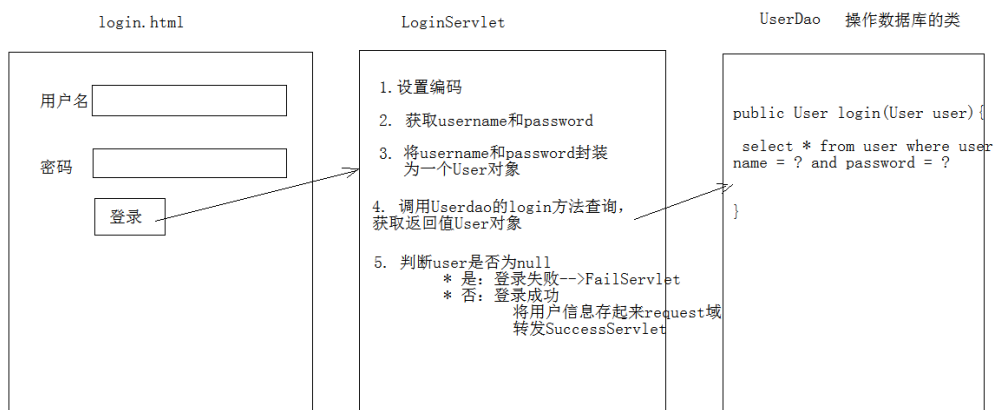 login.html
用户名
密码
登录
LoginServlet
1.设置编码
2. 获取username和password
3. 将username和password封装
为一个User对象
4. 调用Userdao的login方法查询,
获取返回值User对象
5. 判断user是否为null
* 是: 登录失败-->FailServlet
* 否: 登录成功
将用户信息存起来request域
转发SuccessServlet
UserDao 操作数据库的类
public User login(User user){
select * from user where user
name = ? and password = ?
}